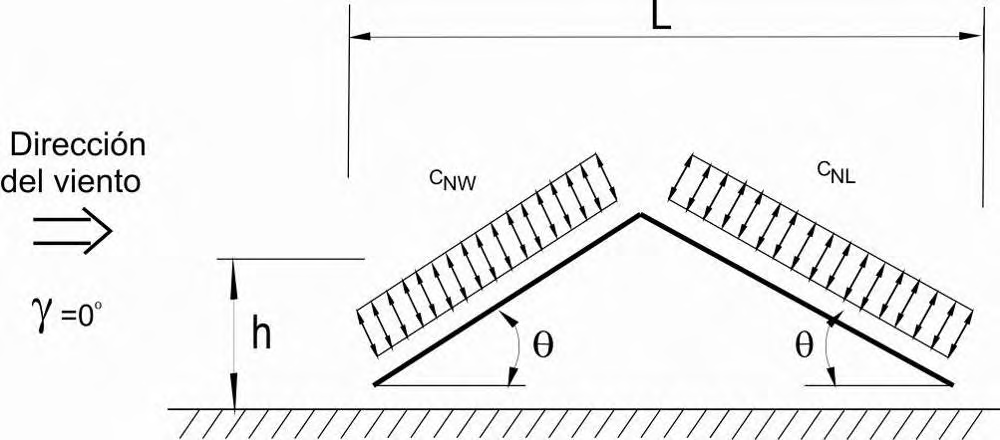 L
Dirección
del viento
γ =0°
C_NW
C_NL
h
θ
θ